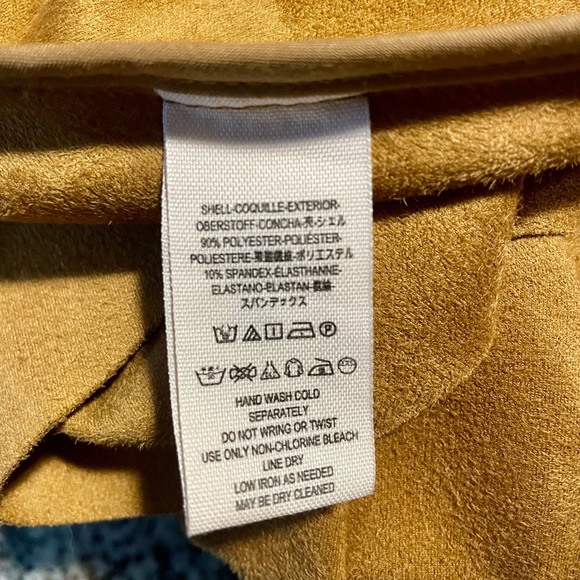 SHELL-COQUILLE-EXTERIOR-
OBERSTOFF-CONCHA-売-シェル
90% POLYESTER-POLIÉSTER-
POLIESTERE-聚酯纖維-ポリエステル
10% SPANDEX-ÉLASTHANNE-
ELASTANO-ELASTAN-氨綸-
スパンデックス
HAND WASH COLD
SEPARATELY
DO NOT WRING OR TWIST
USE ONLY NON-CHLORINE BLEACH
LINE DRY
LOW IRON AS NEEDED
MAY BE DRY CLEANED